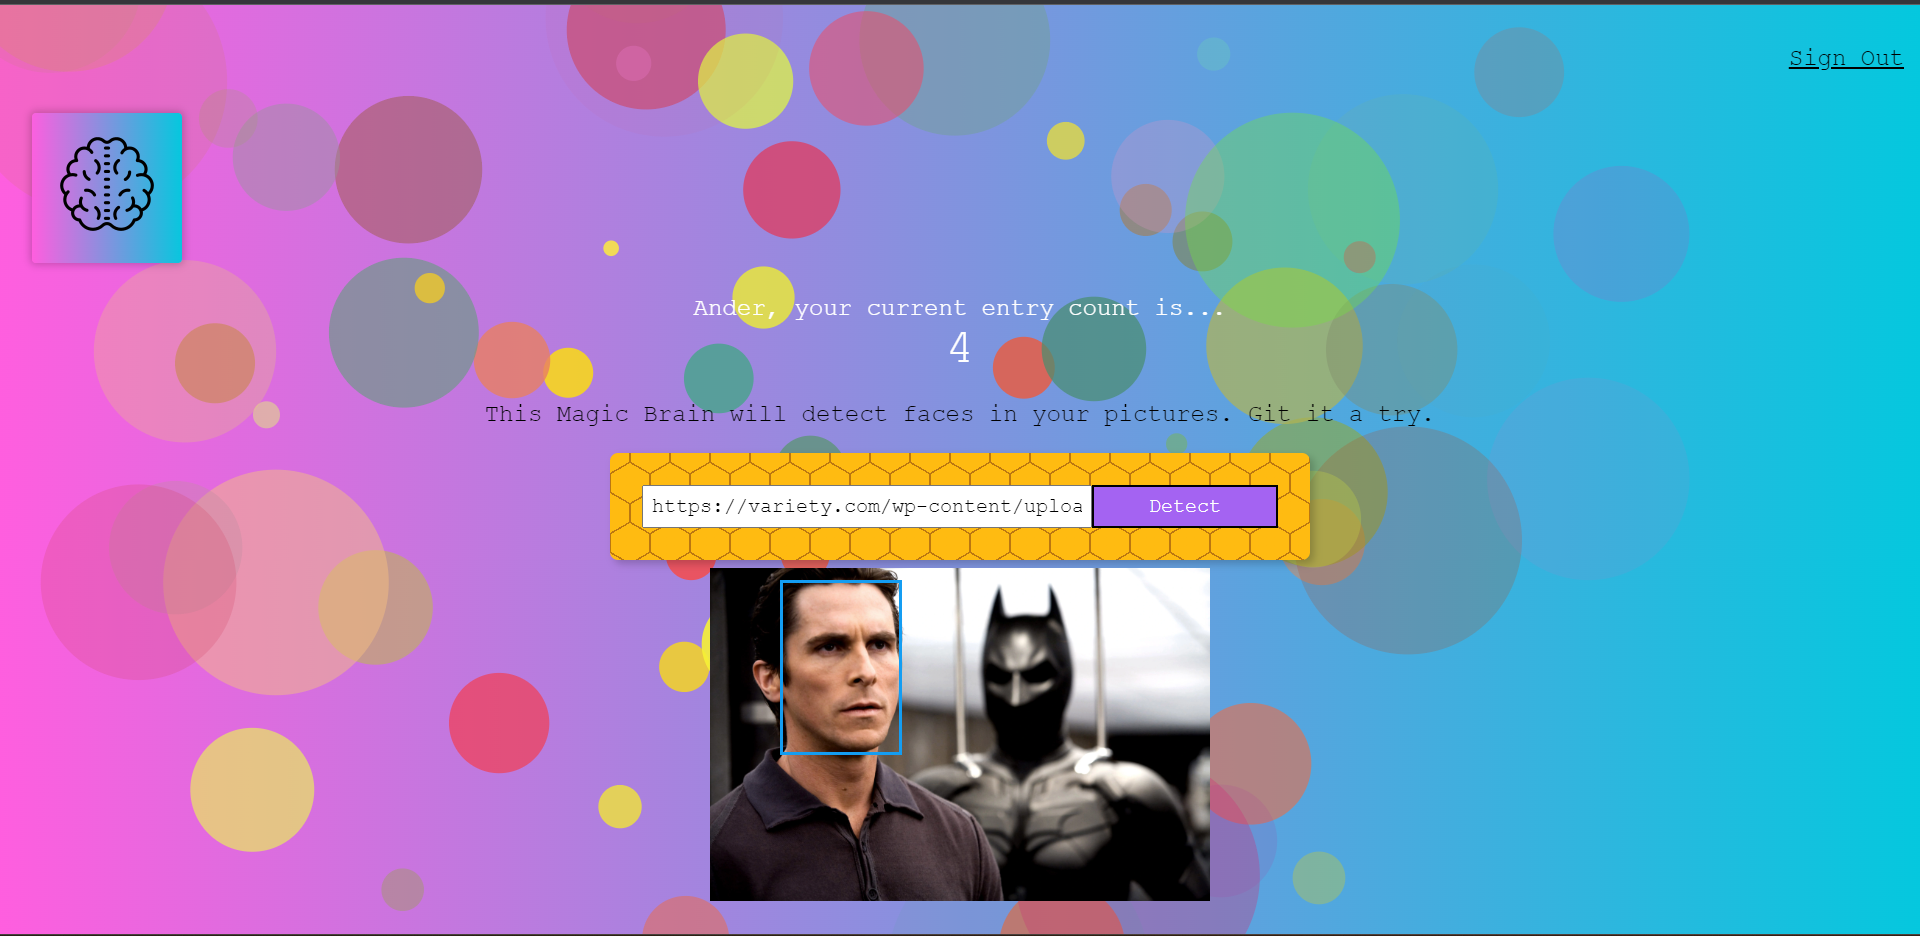 Sign Out
Ander, your current entry count is...
4
This Magic Brain will detect faces in your pictures. Git it a try.
https://variety.com/wp-content/uploa
Detect